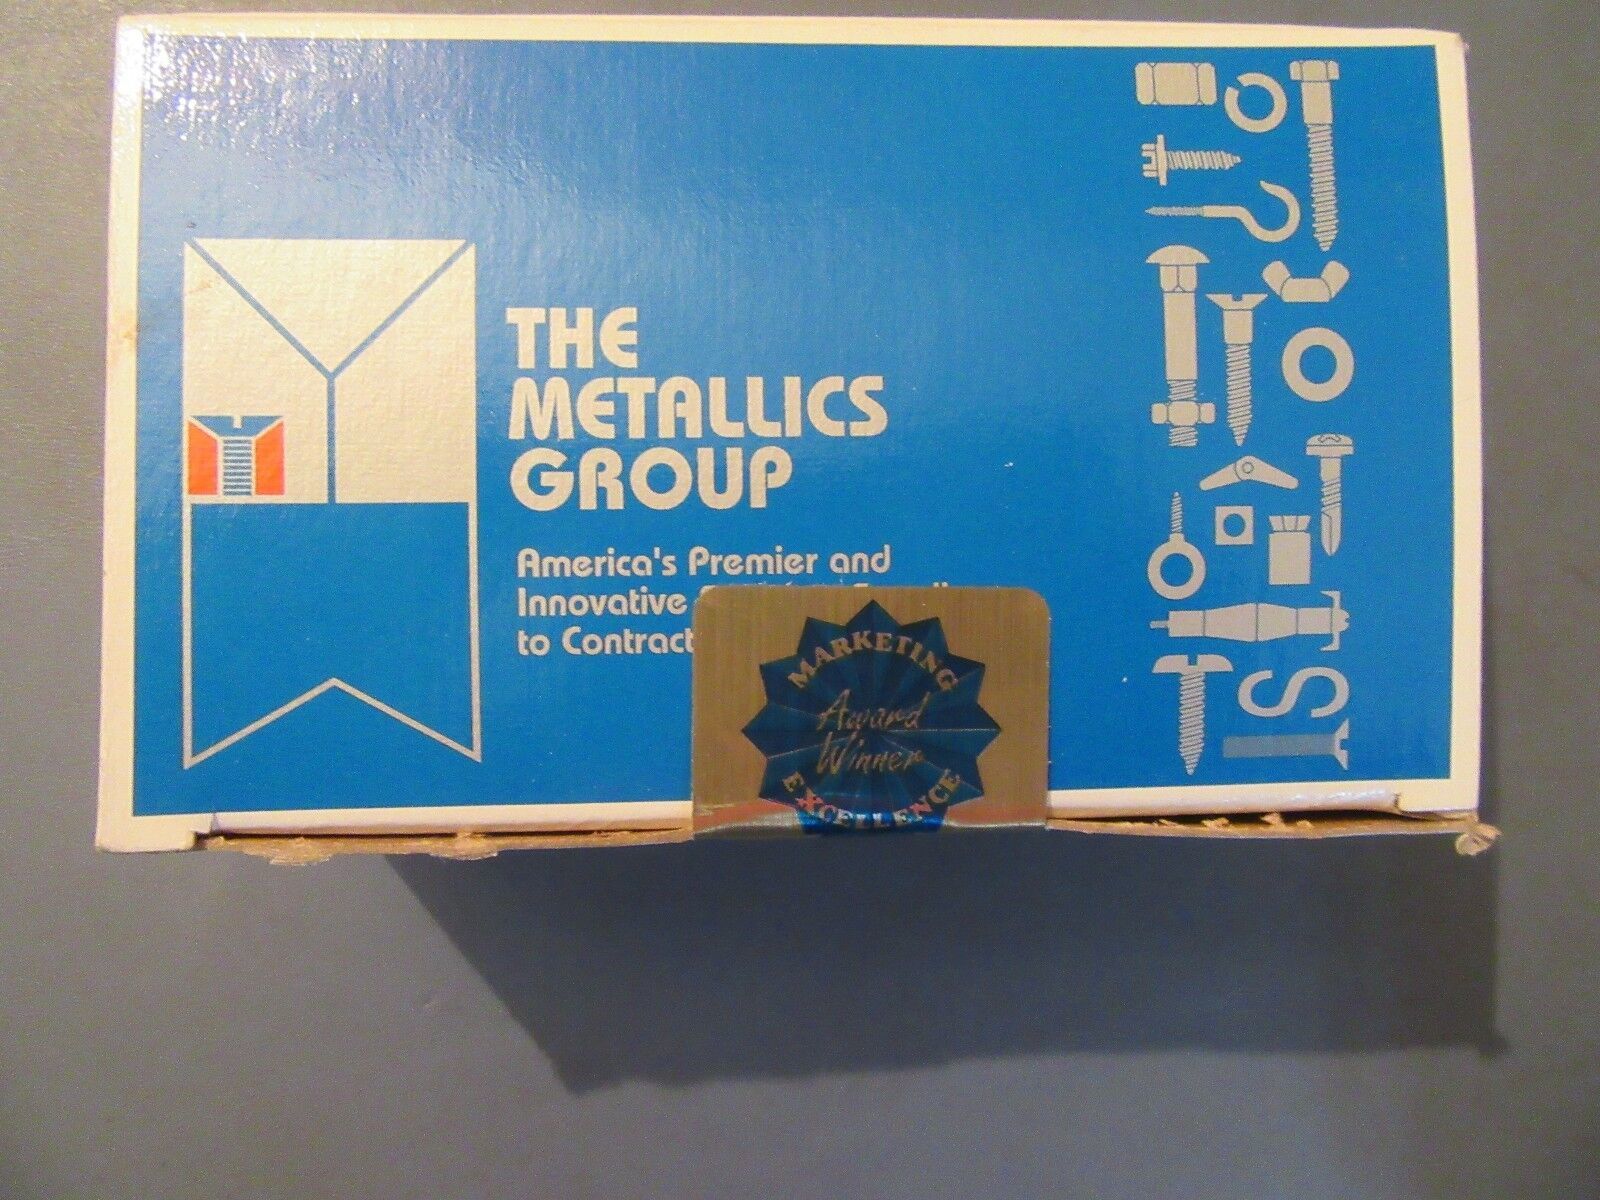 THE
METALLICS
GROUP
America's Premier and
Innovative
to Contract
MARKETING
Award
Winner
EXCELLENCE